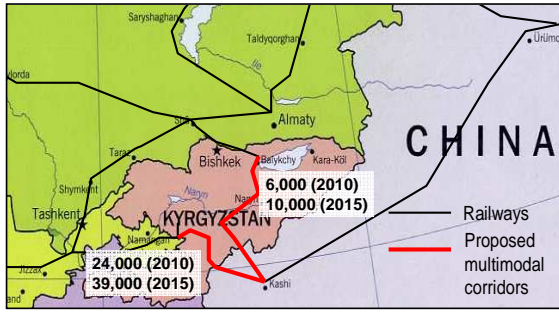 Saryshaghan
Taldyqorghan
Ürümqi
Ile
Almaty
Taraz
Bishkek
Balykchy
Kara-Köl
CHINA
Shymkent
Naryn
6,000 (2010)
10,000 (2015)
Tashkent
KYRGYZSTAN
Railways
Namangan
Proposed
multimodal
corridors
24,000 (2010)
39,000 (2015)
Jizzax
Kashi